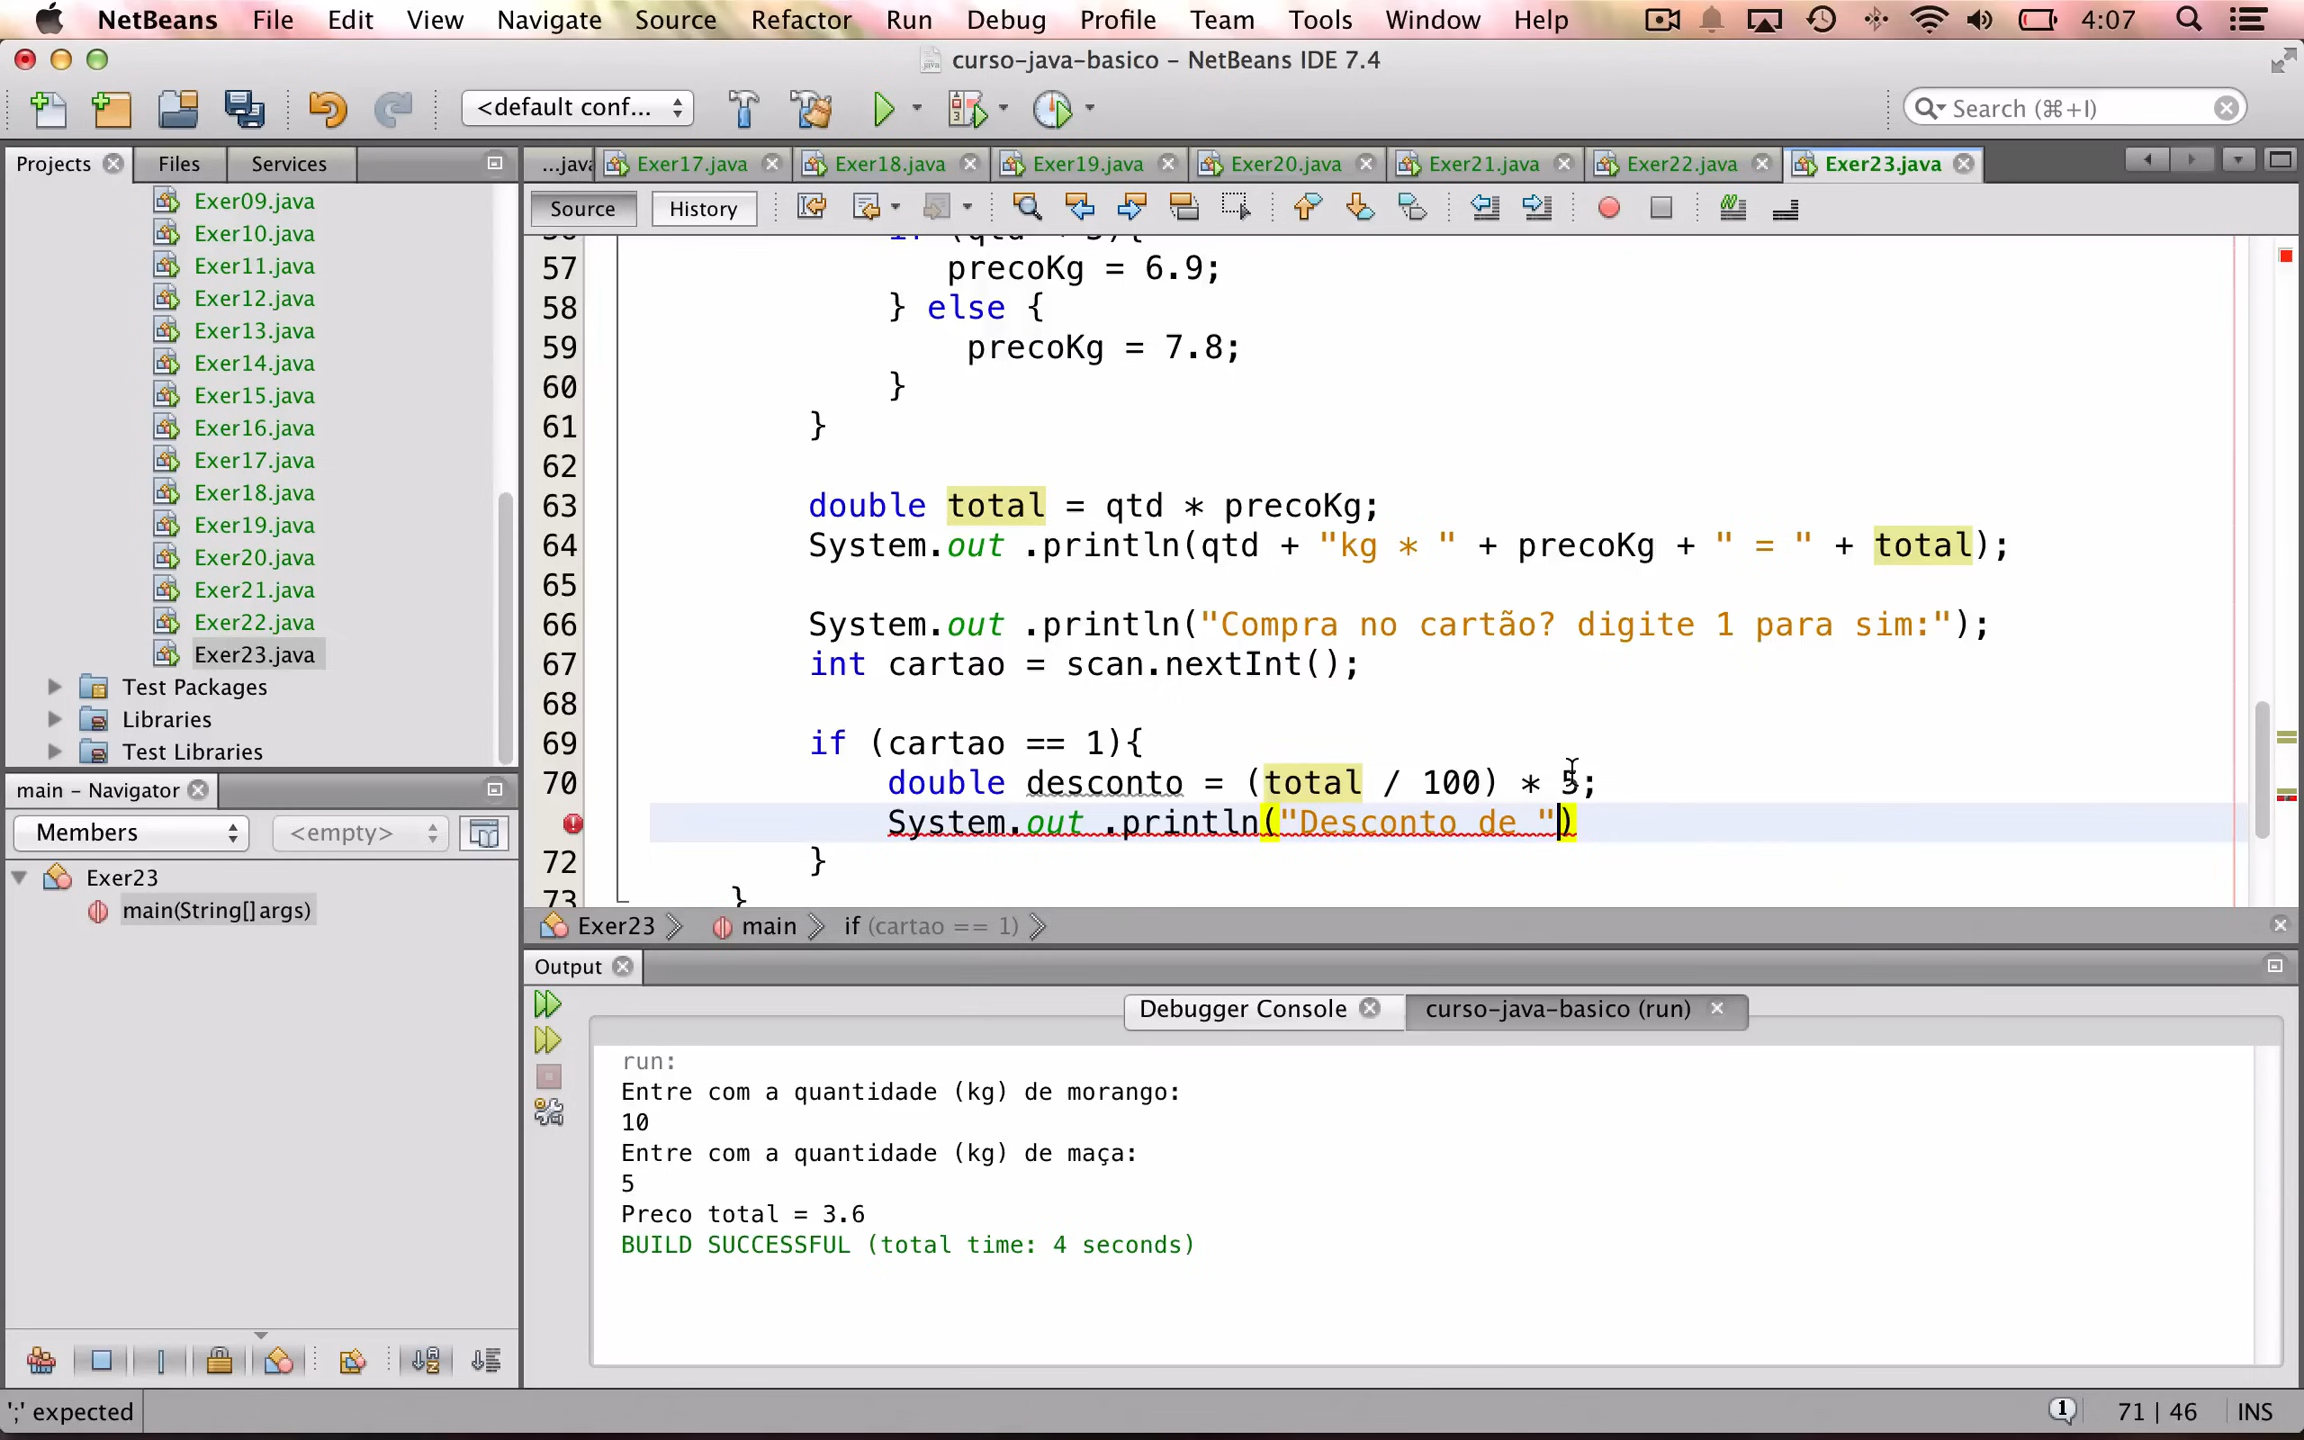 NetBeans File Edit View Navigate Source Refactor Run Debug Profile Team Tools Window Help 4:07
curso-java-basico – NetBeans IDE 7.4
<default conf... Search (⌘+I)
Projects Files Services
...java Exer17.java Exer18.java Exer19.java Exer20.java Exer21.java Exer22.java Exer23.java
Source History
Exer09.java
Exer10.java
Exer11.java
Exer12.java
Exer13.java
Exer14.java
Exer15.java
Exer16.java
Exer17.java
Exer18.java
Exer19.java
Exer20.java
Exer21.java
Exer22.java
Exer23.java
Test Packages
Libraries
Test Libraries
57 precoKg = 6.9;
58 } else {
59 precoKg = 7.8;
60 }
61 }
62
63 double total = qtd * precoKg;
64 System.out .println(qtd + "kg * " + precoKg + " = " + total);
65
66 System.out .println("Compra no cartão? digite 1 para sim:");
67 int cartao = scan.nextInt();
68
69 if (cartao == 1){
70 double desconto = (total / 100) * 5;
System.out .println("Desconto de ")
72 }
73 }
main – Navigator
Members <empty>
Exer23
main(String[] args)
Exer23 main if (cartao == 1)
Output
Debugger Console curso-java-basico (run)
run:
Entre com a quantidade (kg) de morango:
10
Entre com a quantidade (kg) de maça:
5
Preco total = 3.6
BUILD SUCCESSFUL (total time: 4 seconds)
';' expected 1 71 | 46 INS